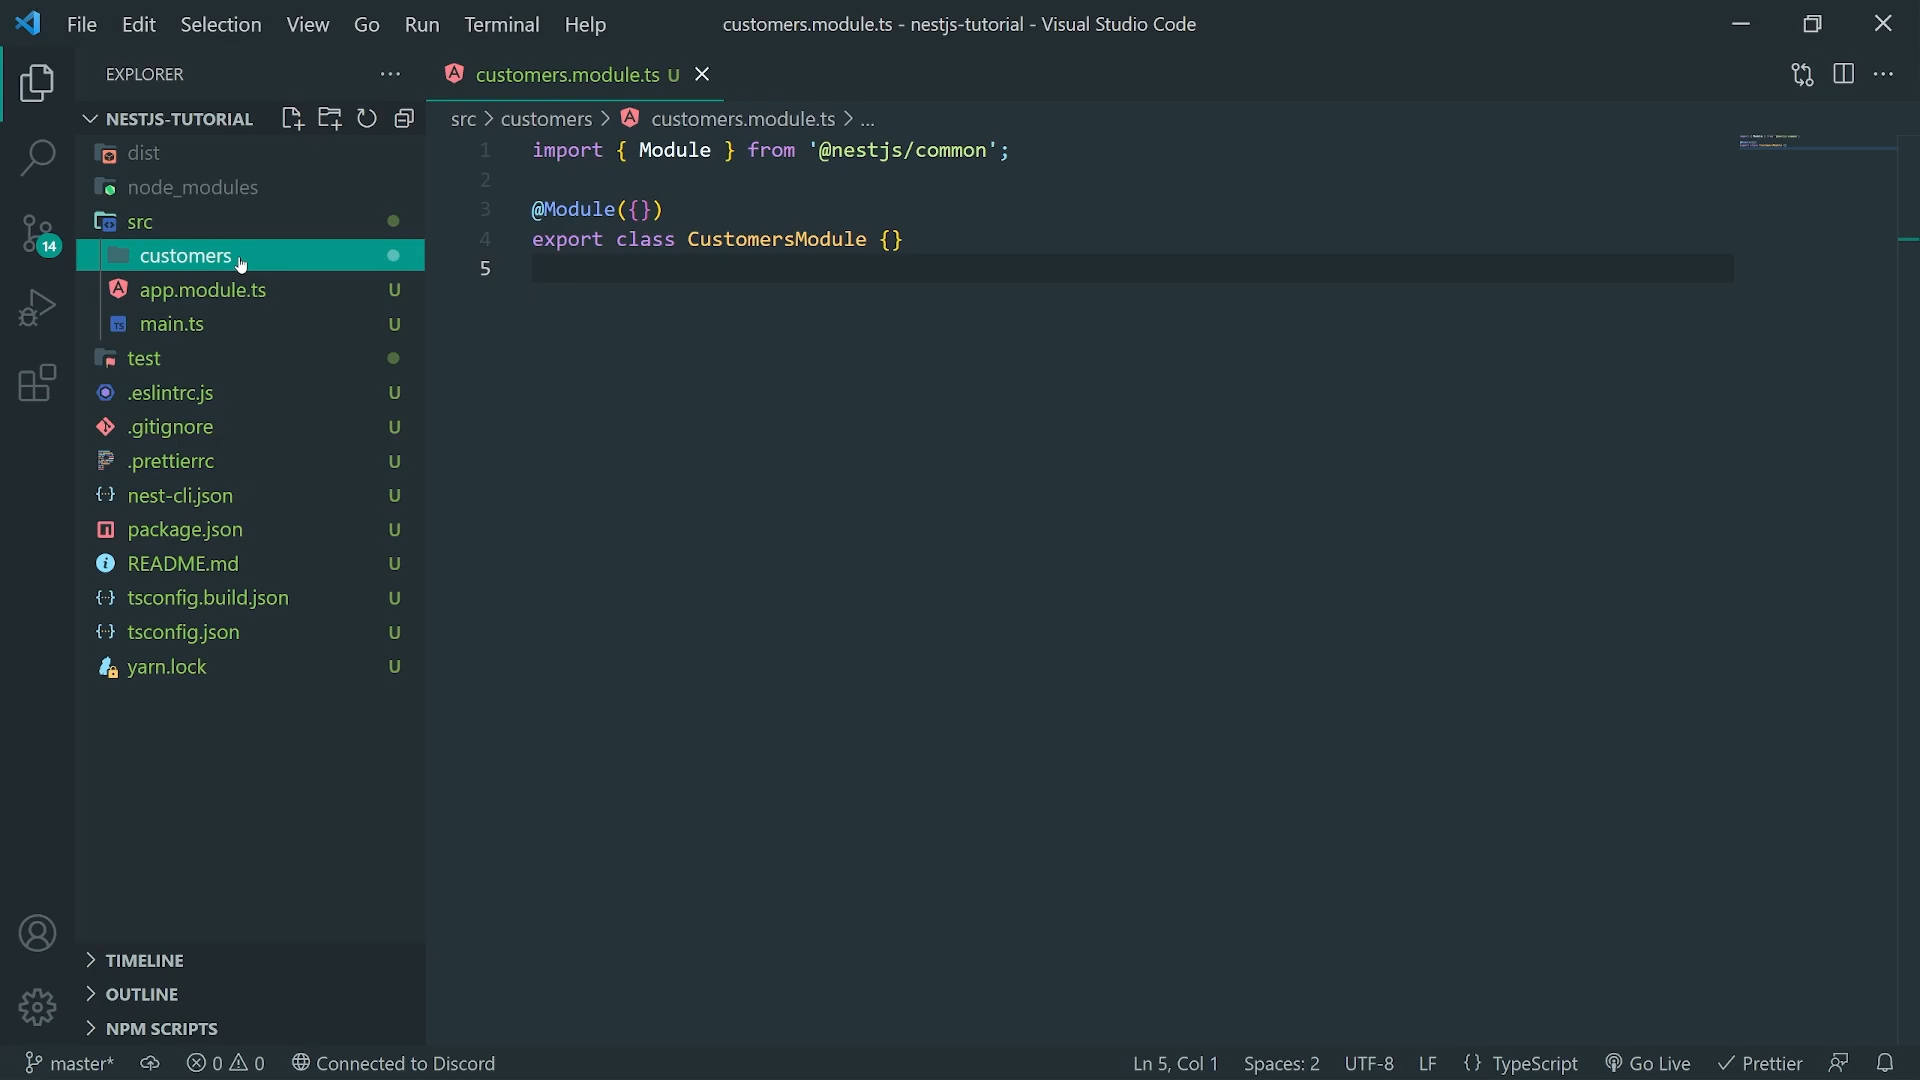 File Edit Selection View Go Run Terminal Help
customers.module.ts - nestjs-tutorial - Visual Studio Code
EXPLORER
customers.module.ts U
NESTJS-TUTORIAL
src > customers > customers.module.ts > ...
dist
node_modules
src
customers
app.module.ts U
main.ts U
test
.eslintrc.js U
.gitignore U
.prettierrc U
nest-cli.json U
package.json U
README.md U
tsconfig.build.json U
tsconfig.json U
yarn.lock U
14
1 import { Module } from '@nestjs/common';
2
3 @Module({})
4 export class CustomersModule {}
5
TIMELINE
OUTLINE
NPM SCRIPTS
master* 0 0 Connected to Discord
Ln 5, Col 1 Spaces: 2 UTF-8 LF {} TypeScript Go Live Prettier